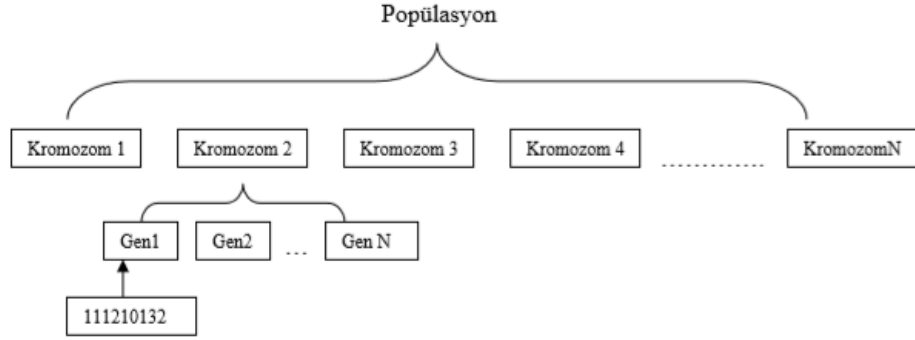 Popülasyon
Kromozom 1 Kromozom 2 Kromozom 3 Kromozom 4 ............... KromozomN
Gen1 Gen2 ... Gen N
111210132